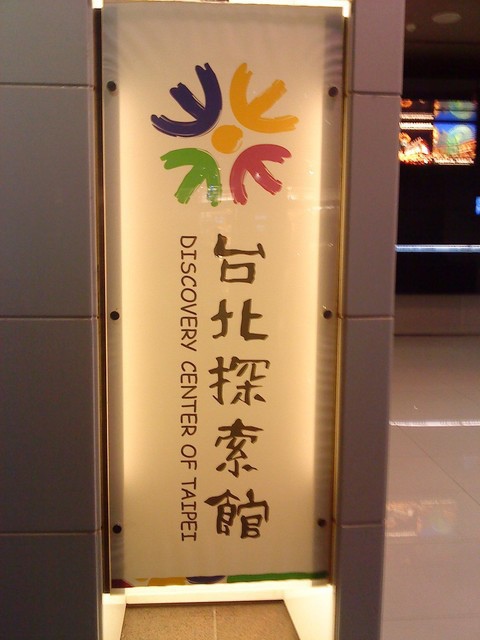 台北探索館
DISCOVERY CENTER OF TAIPEI